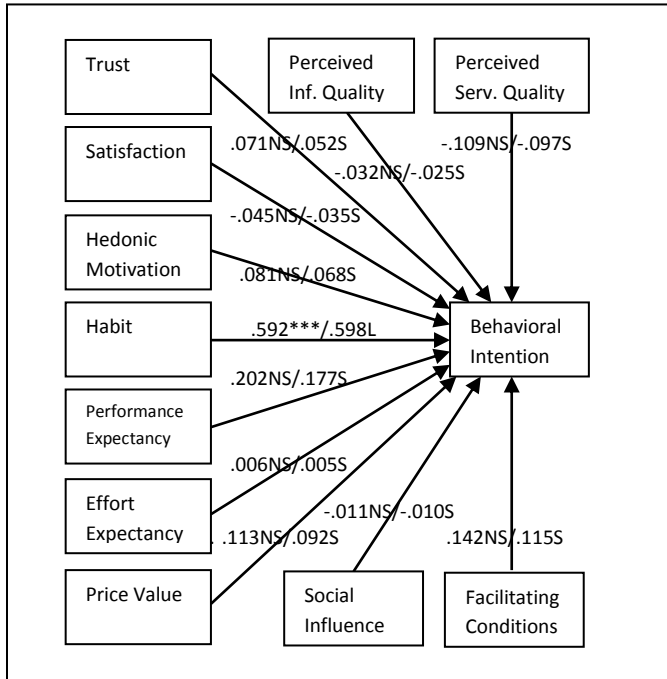 Trust
Perceived
Inf. Quality
Perceived
Serv. Quality
.071NS/.052S
-.109NS/-.097S
Satisfaction
-.032NS/-.025S
-.045NS/-.035S
Hedonic
Motivation
.081NS/.068S
Habit
.592***/.598L
Behavioral
Intention
.202NS/.177S
Performance
Expectancy
.006NS/.005S
Effort
Expectancy
-.011NS/-.010S
. .113NS/.092S
.142NS/.115S
Price Value
Social
Influence
Facilitating
Conditions